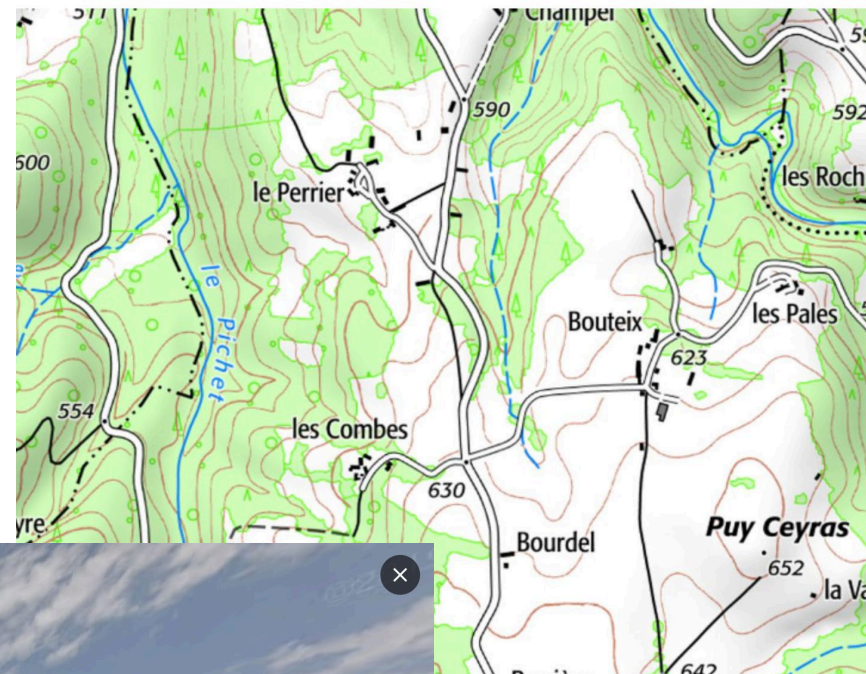 Champel
590
592
600
le Perrier
les Roch
le Pichet
Bouteix
les Pales
623
554
les Combes
630
yre
Bourdel
Puy Ceyras
652
la Va
642